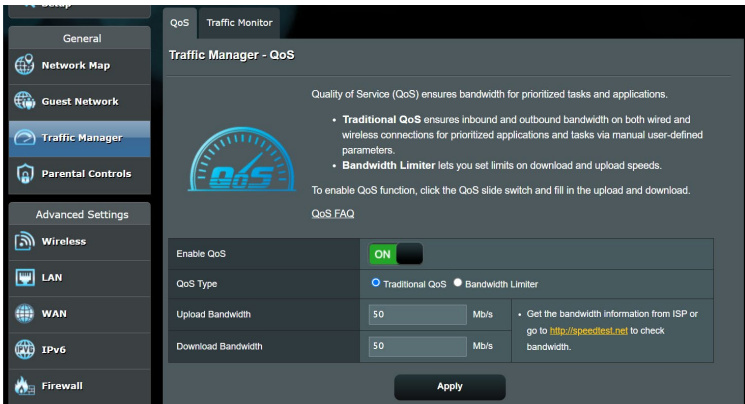 Setup
QoS
Traffic Monitor
General
Traffic Manager - QoS
Network Map
Quality of Service (QoS) ensures bandwidth for prioritized tasks and applications.
Guest Network
• Traditional QoS ensures inbound and outbound bandwidth on both wired and
wireless connections for prioritized applications and tasks via manual user-defined
parameters.
Traffic Manager
• Bandwidth Limiter lets you set limits on download and upload speeds.
QoS
Parental Controls
To enable QoS function, click the QoS slide switch and fill in the upload and download.
Advanced Settings
QoS FAQ
Wireless
Enable QoS
ON
LAN
QoS Type
Traditional QoS
Bandwidth Limiter
WAN
Upload Bandwidth
50
Mb/s
• Get the bandwidth information from ISP or
go to http://speedtest.net to check
bandwidth.
IPv6
Download Bandwidth
50
Mb/s
Firewall
Apply